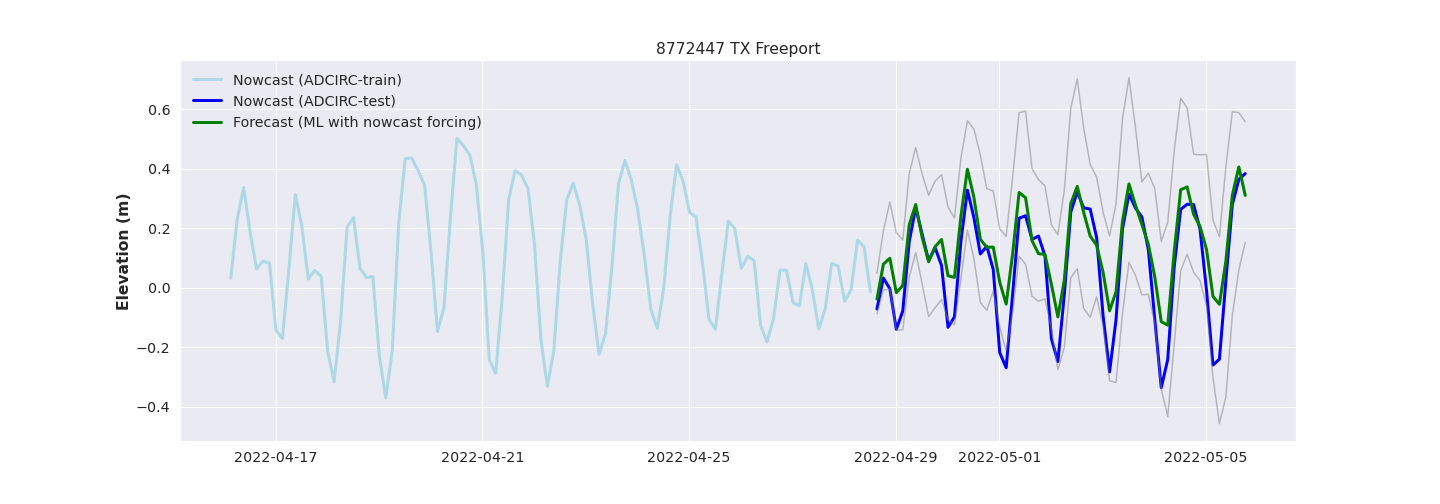 8772447 TX Freeport
Nowcast (ADCIRC-train)
Nowcast (ADCIRC-test)
Forecast (ML with nowcast forcing)
Elevation (m)
0.6
0.4
0.2
0.0
−0.2
−0.4
2022-04-17
2022-04-21
2022-04-25
2022-04-29
2022-05-01
2022-05-05